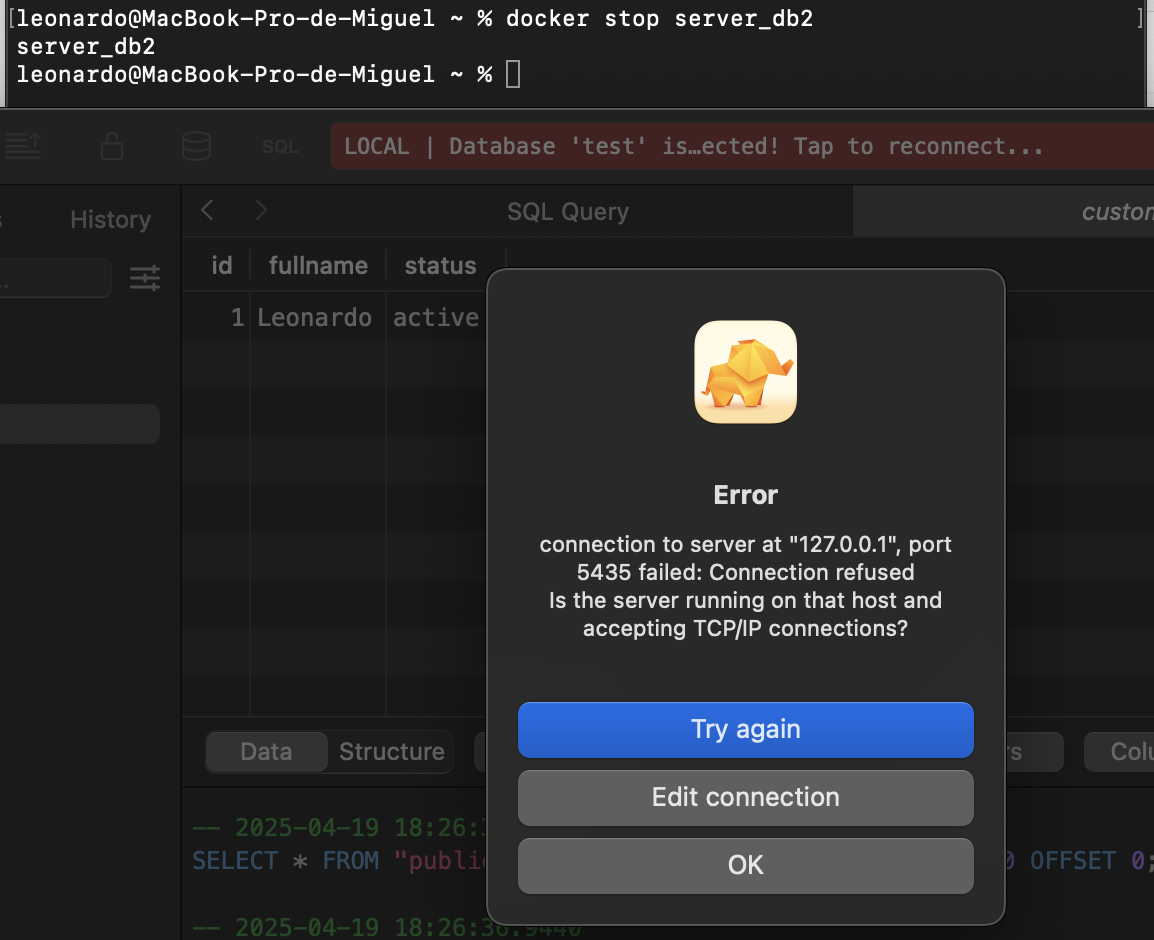 [leonardo@MacBook-Pro-de-Miguel ~ % docker stop server_db2 ]
server_db2
leonardo@MacBook-Pro-de-Miguel ~ %
SQL
LOCAL | Database 'test' is…ected! Tap to reconnect...
s History
SQL Query
custom
id fullname status
1 Leonardo active
Error
connection to server at "127.0.0.1", port
5435 failed: Connection refused
Is the server running on that host and
accepting TCP/IP connections?
Try again
Edit connection
OK
Data Structure
rs
Colu
-- 2025-04-19 18:26:3
SELECT * FROM "public
0 OFFSET 0;
-- 2025-04-19 18:26:36.9440